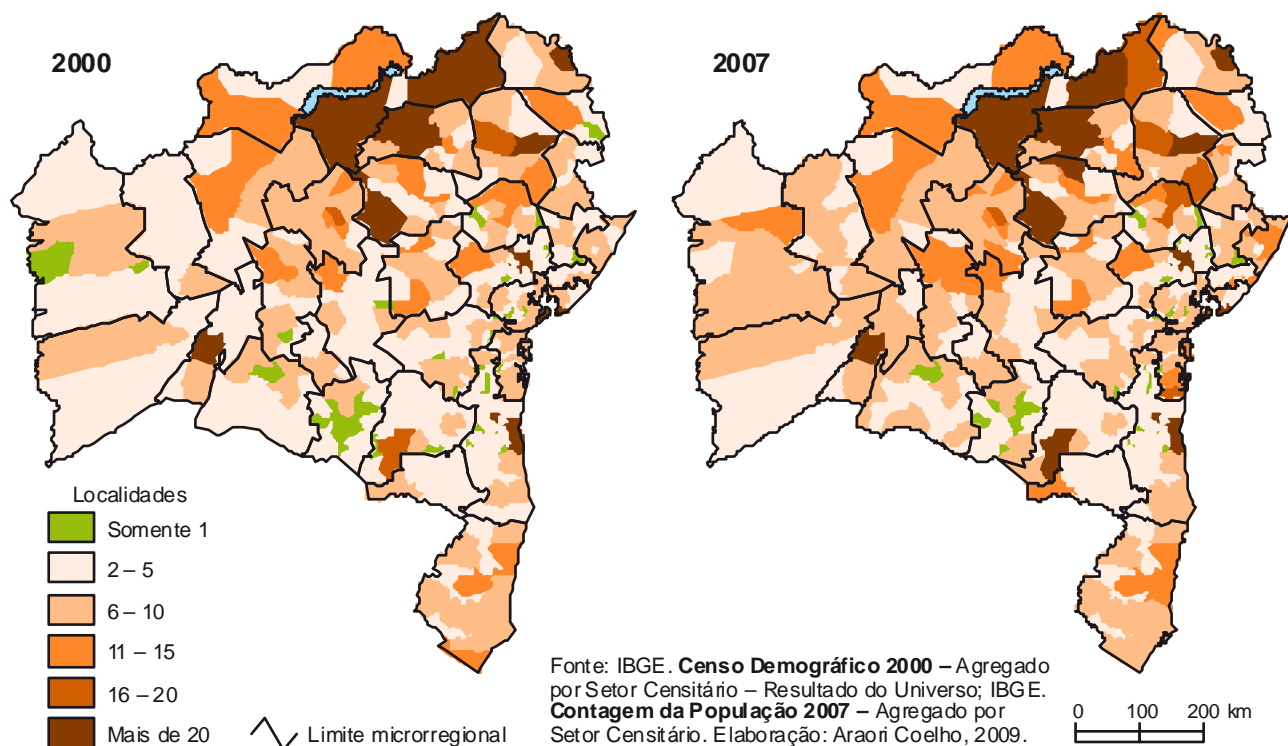 2000
2007
Localidades
Somente 1
2 – 5
6 – 10
11 – 15
16 – 20
Mais de 20
Limite microrregional
Fonte: IBGE. Censo Demográfico 2000 – Agregado
por Setor Censitário – Resultado do Universo; IBGE.
Contagem da População 2007 – Agregado por
Setor Censitário. Elaboração: Araori Coelho, 2009.
0 100 200 km